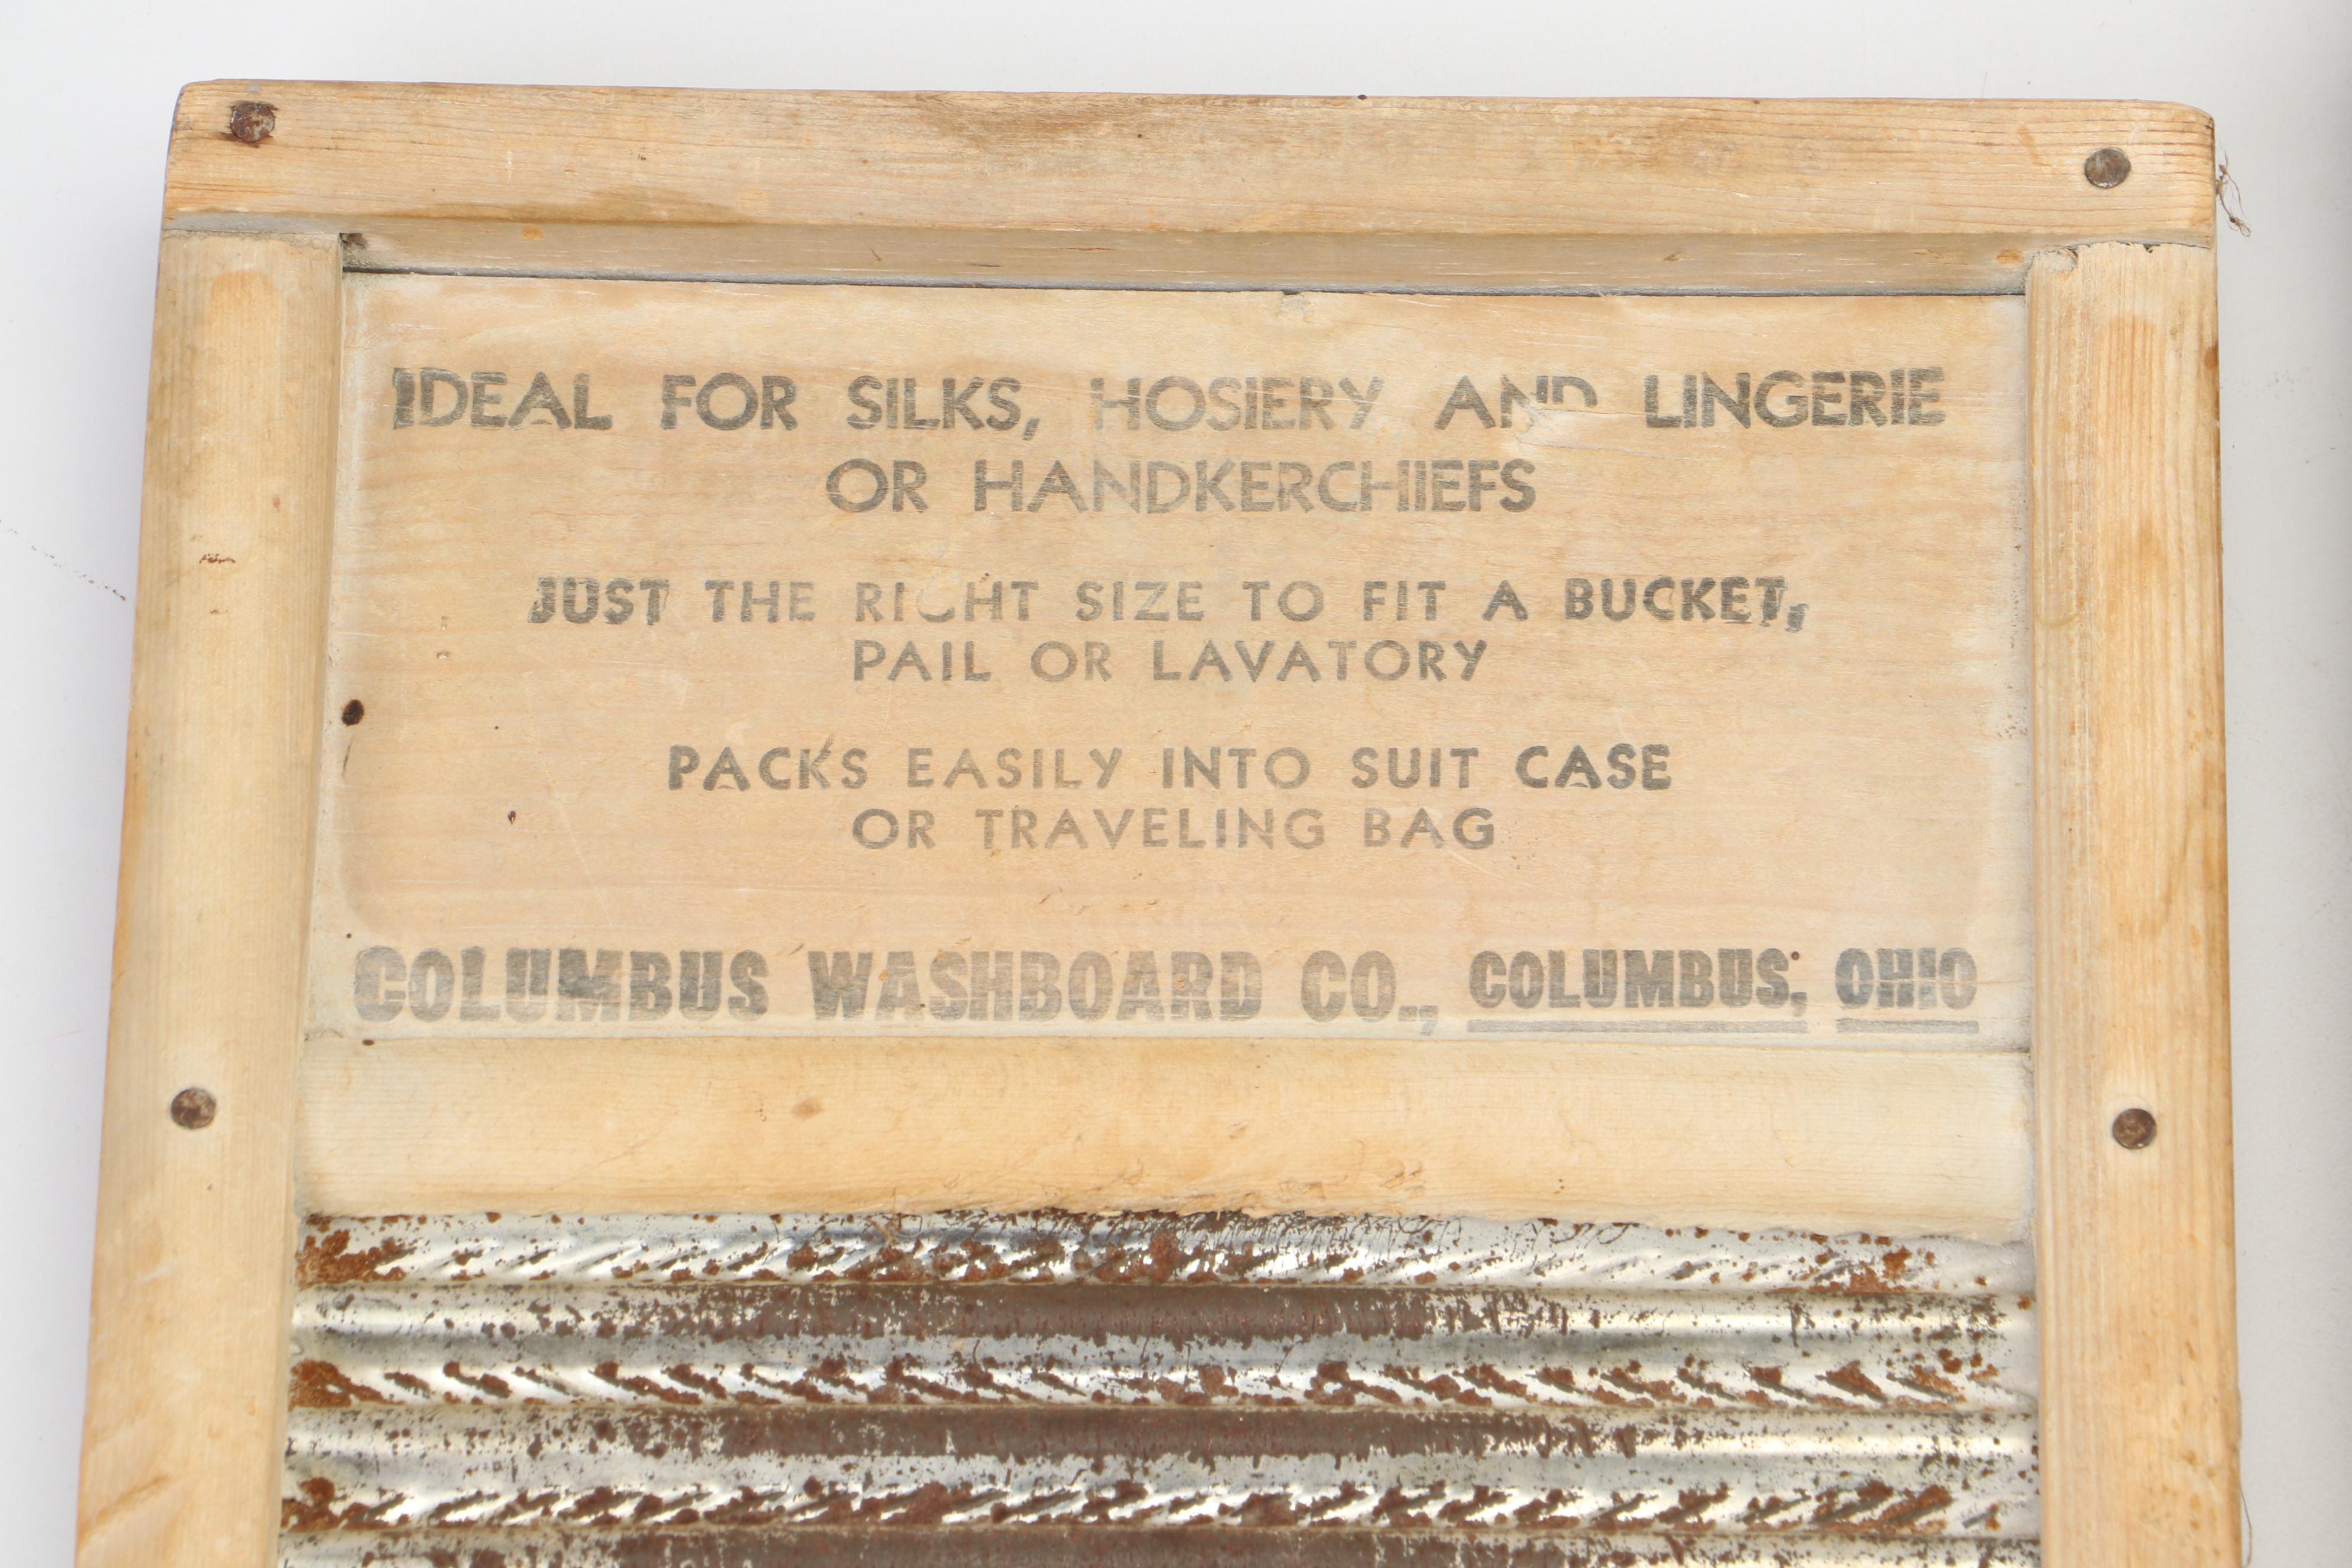 IDEAL FOR SILKS, HOSIERY AND LINGERIE
OR HANDKERCHIEFS
JUST THE RIGHT SIZE TO FIT A BUCKET,
PAIL OR LAVATORY
PACKS EASILY INTO SUIT CASE
OR TRAVELING BAG
COLUMBUS WASHBOARD CO., COLUMBUS, OHIO